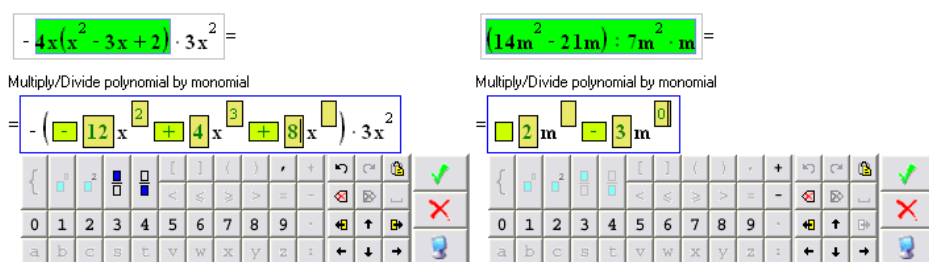 - 4x(x² - 3x + 2) · 3x² =
(14m² - 21m) : 7m² · m =
Multiply/Divide polynomial by monomial
Multiply/Divide polynomial by monomial
= - ( - 12 x² + 4 x³ + 8 x ) · 3x²
= 2 m - 3 m⁰
{ [ ] ( ) , +
{ [ ] ( ) , +
< ⩽ ⩾ > = -
< ⩽ ⩾ > = -
0 1 2 3 4 5 6 7 8 9 ·
0 1 2 3 4 5 6 7 8 9 ·
a b c s t v w x y z :
a b c s t v w x y z :